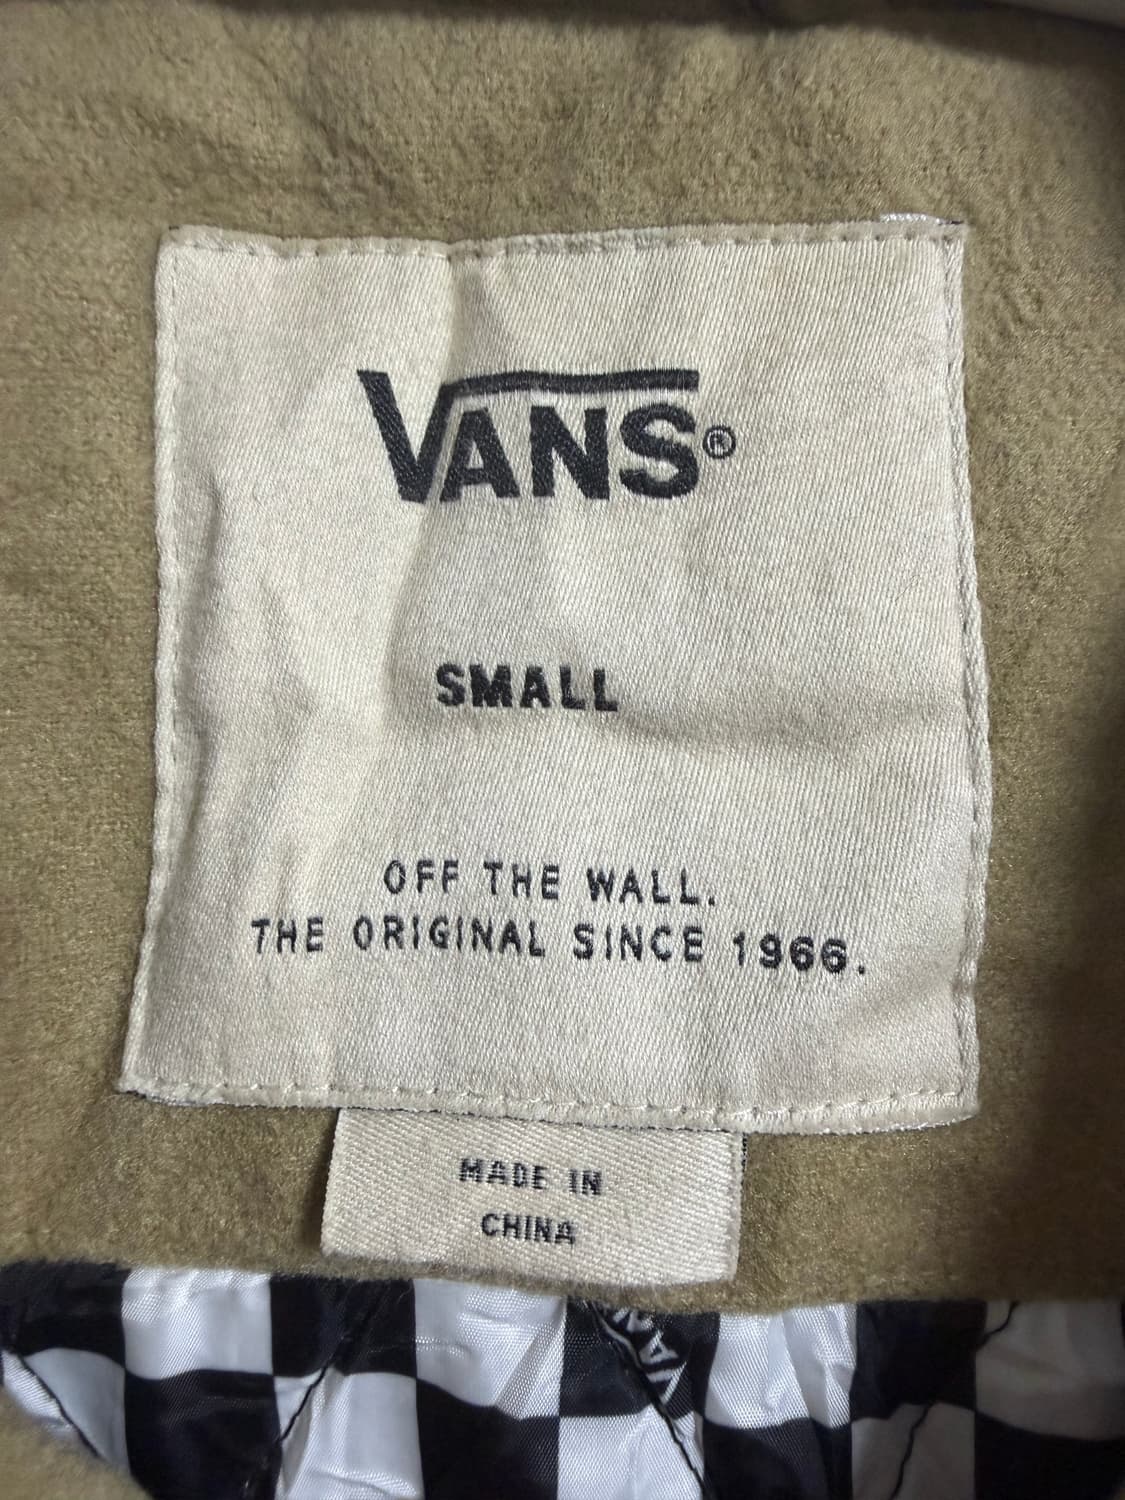 VANS®
SMALL
OFF THE WALL.
THE ORIGINAL SINCE 1966.
MADE IN
CHINA